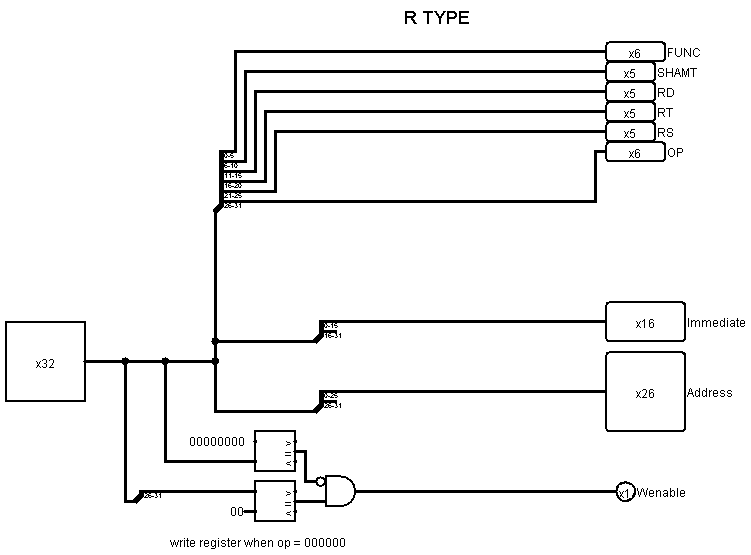 R TYPE
x6 FUNC
x5 SHAMT
x5 RD
x5 RT
x5 RS
x6 OP
0-5
6-10
11-15
16-20
21-25
26-31
x32
0-15
16-31
x16 Immediate
0-25
26-31
x26 Address
00000000
> = <
26-31
> = <
00
x1 Wenable
write register when op = 000000